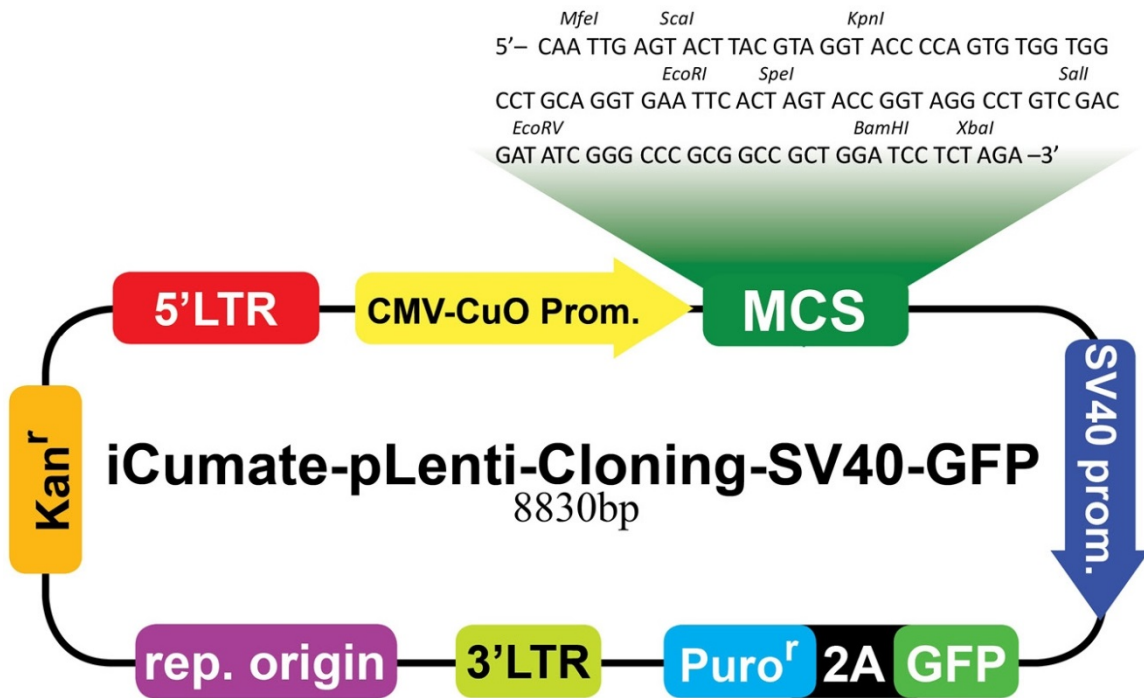 MfeI ScaI KpnI
5'– CAA TTG AGT ACT TAC GTA GGT ACC CCA GTG TGG TGG
EcoRI SpeI SalI
CCT GCA GGT GAA TTC ACT AGT ACC GGT AGG CCT GTC GAC
EcoRV BamHI XbaI
GAT ATC GGG CCC GCG GCC GCT GGA TCC TCT AGA –3'
5'LTR CMV-CuO Prom. MCS
SV40 prom.
Kanʳ
iCumate-pLenti-Cloning-SV40-GFP
8830bp
rep. origin 3'LTR Puroʳ 2A GFP